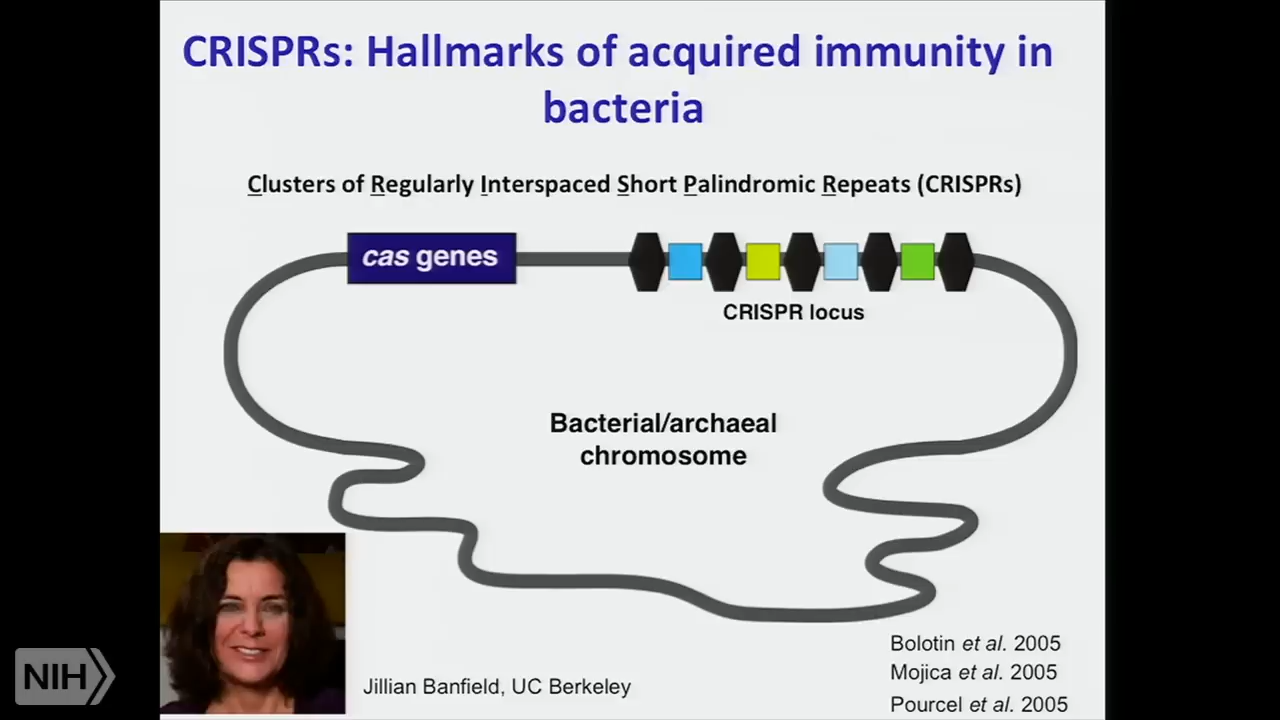 CRISPRs: Hallmarks of acquired immunity in
bacteria
Clusters of Regularly Interspaced Short Palindromic Repeats (CRISPRs)
cas genes
CRISPR locus
Bacterial/archaeal
chromosome
Bolotin et al. 2005
Mojica et al. 2005
Pourcel et al. 2005
Jillian Banfield, UC Berkeley
NIH